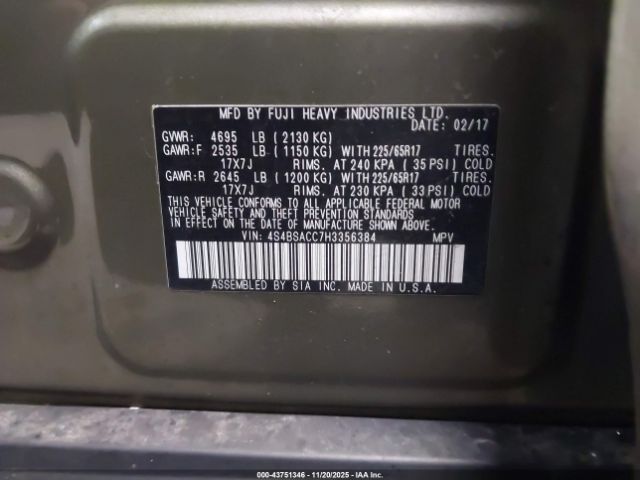 MFD BY FUJI HEAVY INDUSTRIES LTD.
DATE: 02/17
GVWR: 4695 LB (2130 KG)
GAWR:F 2535 LB (1150 KG) WITH 225/65R17 TIRES.
17X7J RIMS. AT 240 KPA (35 PSI) COLD
GAWR:R 2645 LB (1200 KG) WITH 225/65R17 TIRES.
17X7J RIMS. AT 230 KPA (33 PSI) COLD
THIS VEHICLE CONFORMS TO ALL APPLICABLE FEDERAL MOTOR
VEHICLE SAFETY AND THEFT PREVENTION STANDARDS
IN EFFECT ON THE DATE OF MANUFACTURE SHOWN ABOVE.
VIN: 4S4BSACC7H3356384 MPV
ASSEMBLED BY SIA INC. MADE IN U.S.A.
© 00-43751346 - 11/20/2025 - IAA Inc.